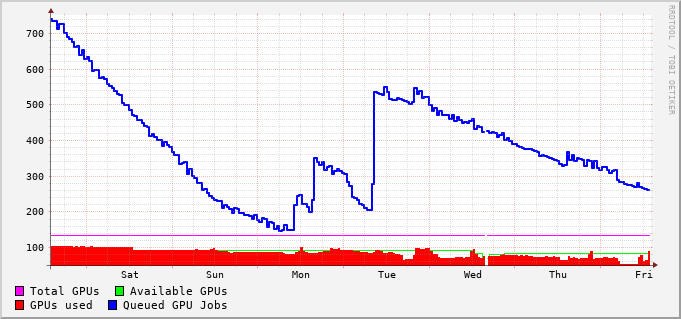 700
600
500
400
300
200
100
Sat Sun Mon Tue Wed Thu Fri
Total GPUs Available GPUs
GPUs used Queued GPU Jobs
RRDTOOL / TOBI OETIKER